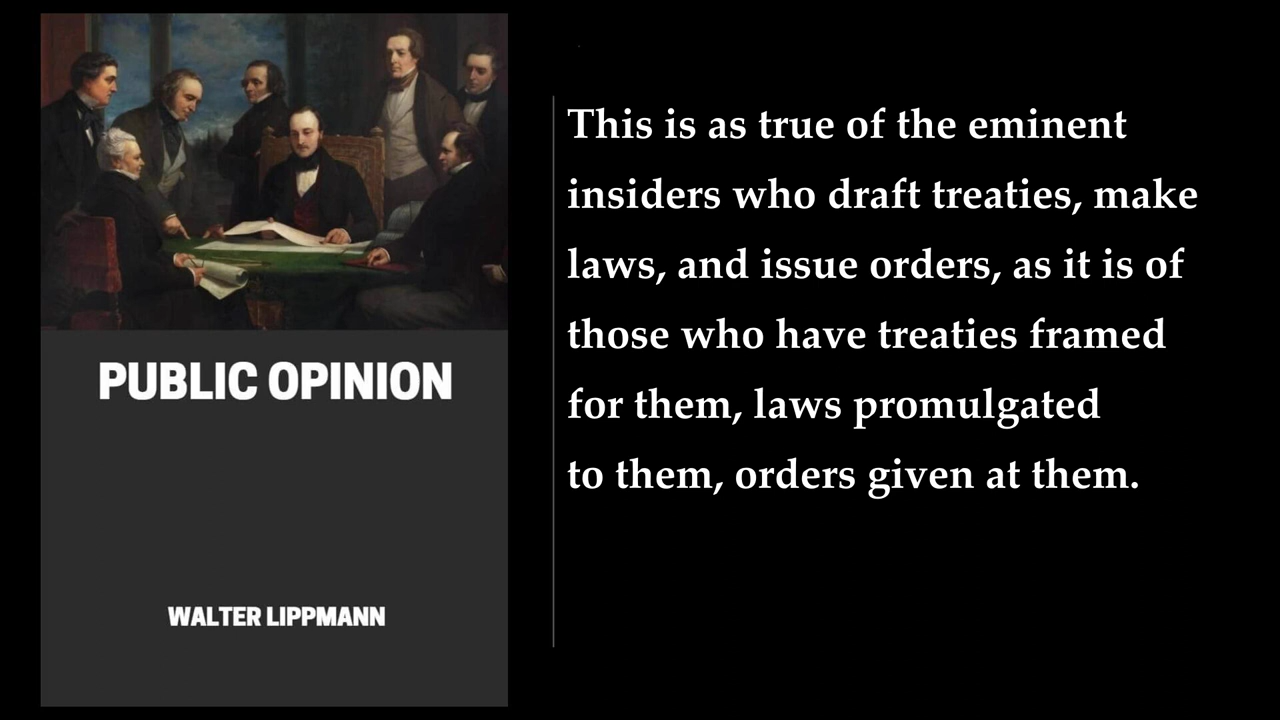 PUBLIC OPINION
WALTER LIPPMANN
This is as true of the eminent
insiders who draft treaties, make
laws, and issue orders, as it is of
those who have treaties framed
for them, laws promulgated
to them, orders given at them.